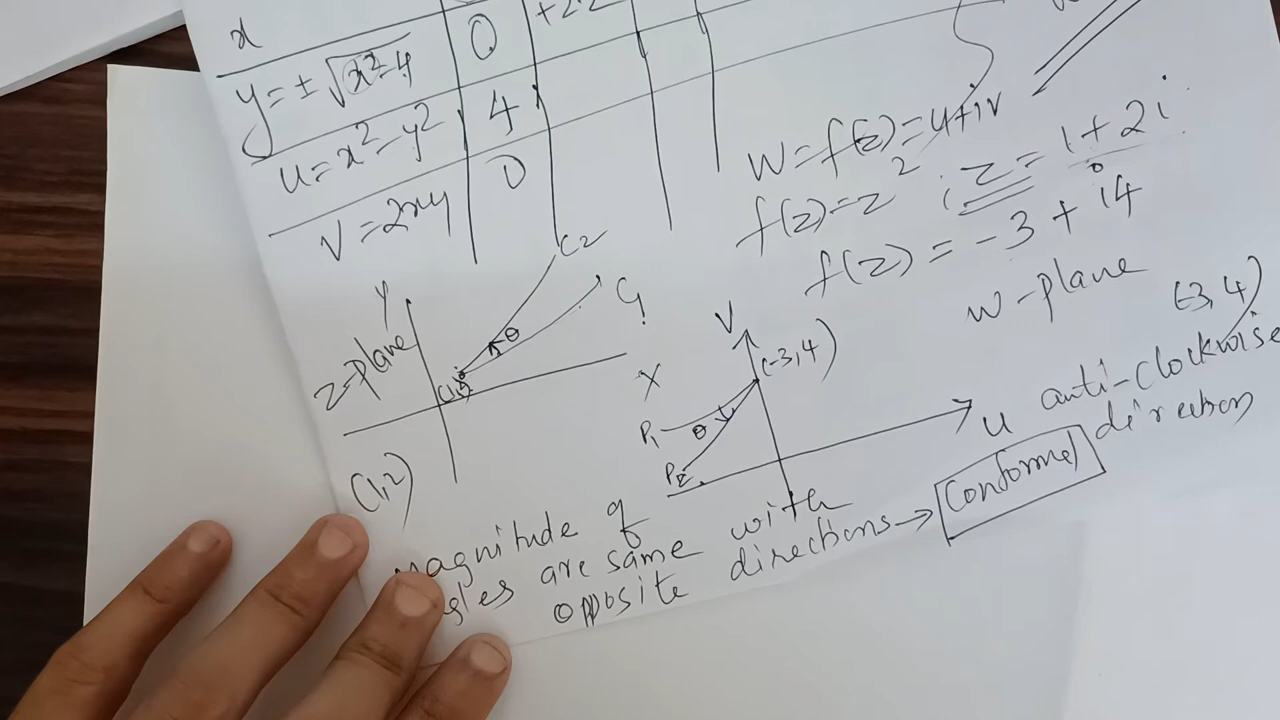 x 0
y = ± √x²-4 0
u = x² - y² 4
v = 2xy 0
W = f(z) = u+iv
f(z) = z² ; z = 1 + 2i
f(z) = -3 + i4
w-plane (-3, 4)
anti-clockwise
direction
C2
C1
θ
Y
z-plane
X
(1,2)
V
(-3,4)
P1
θ
P2
u
(1,2)
magnitude of
are same with
opposite directions → Conformal